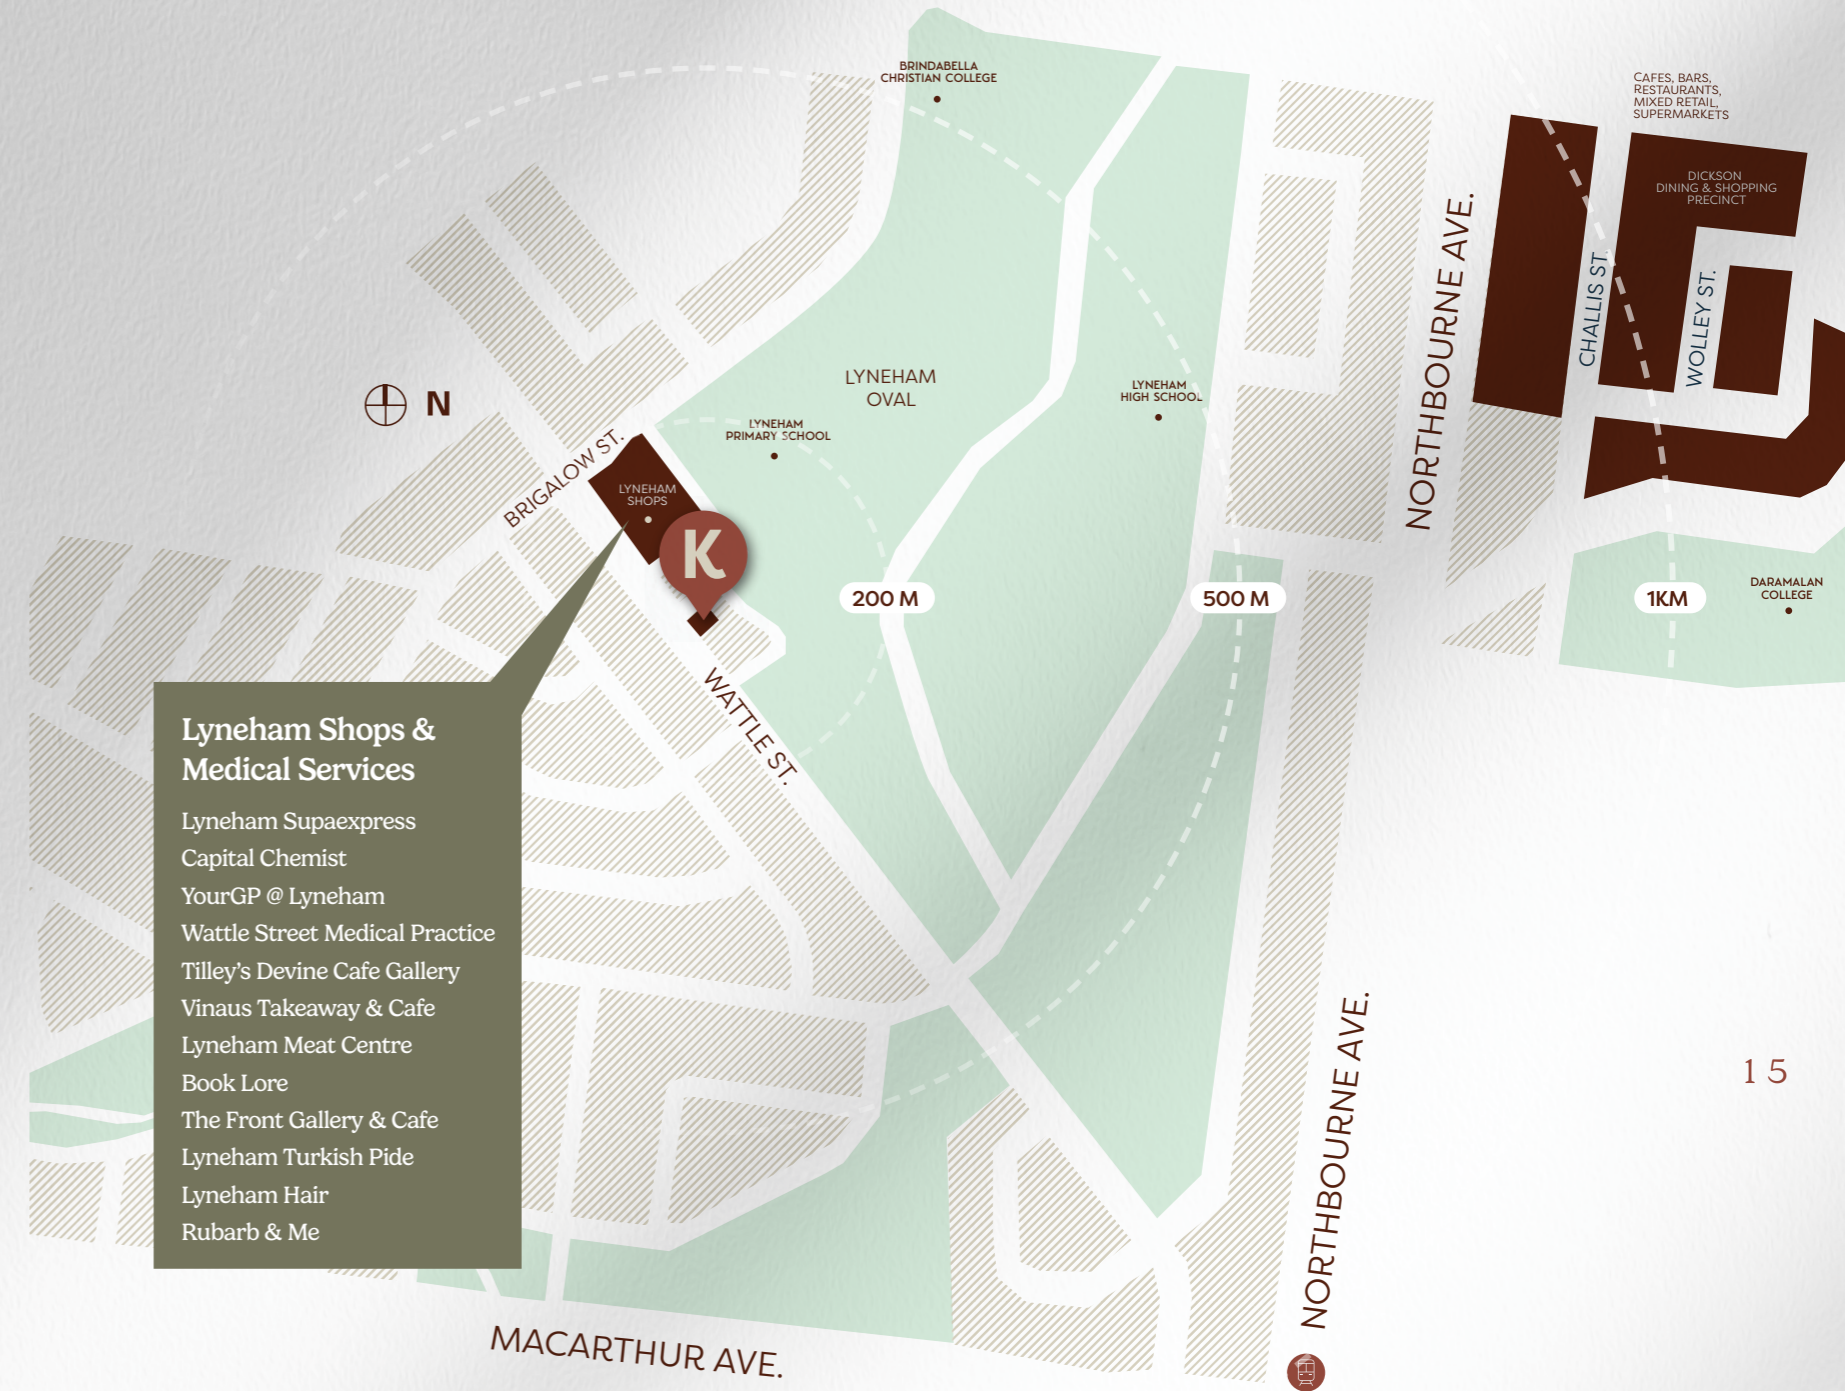 BRINDABELLA
CHRISTIAN COLLEGE
CAFES, BARS,
RESTAURANTS,
MIXED RETAIL,
SUPERMARKETS
DICKSON
DINING & SHOPPING
PRECINCT
NORTHBOURNE AVE.
CHALLIS ST.
WOLLEY ST.
LYNEHAM
OVAL
LYNEHAM
HIGH SCHOOL
N
LYNEHAM
PRIMARY SCHOOL
BRIGALOW ST.
LYNEHAM
SHOPS
K
200 M
500 M
1KM
DARAMALAN
COLLEGE
WATTLE ST.
Lyneham Shops &
Medical Services
Lyneham Supaexpress
Capital Chemist
YourGP @ Lyneham
Wattle Street Medical Practice
Tilley's Devine Cafe Gallery
Vinaus Takeaway & Cafe
Lyneham Meat Centre
Book Lore
The Front Gallery & Cafe
Lyneham Turkish Pide
Lyneham Hair
Rubarb & Me
15
NORTHBOURNE AVE.
MACARTHUR AVE.